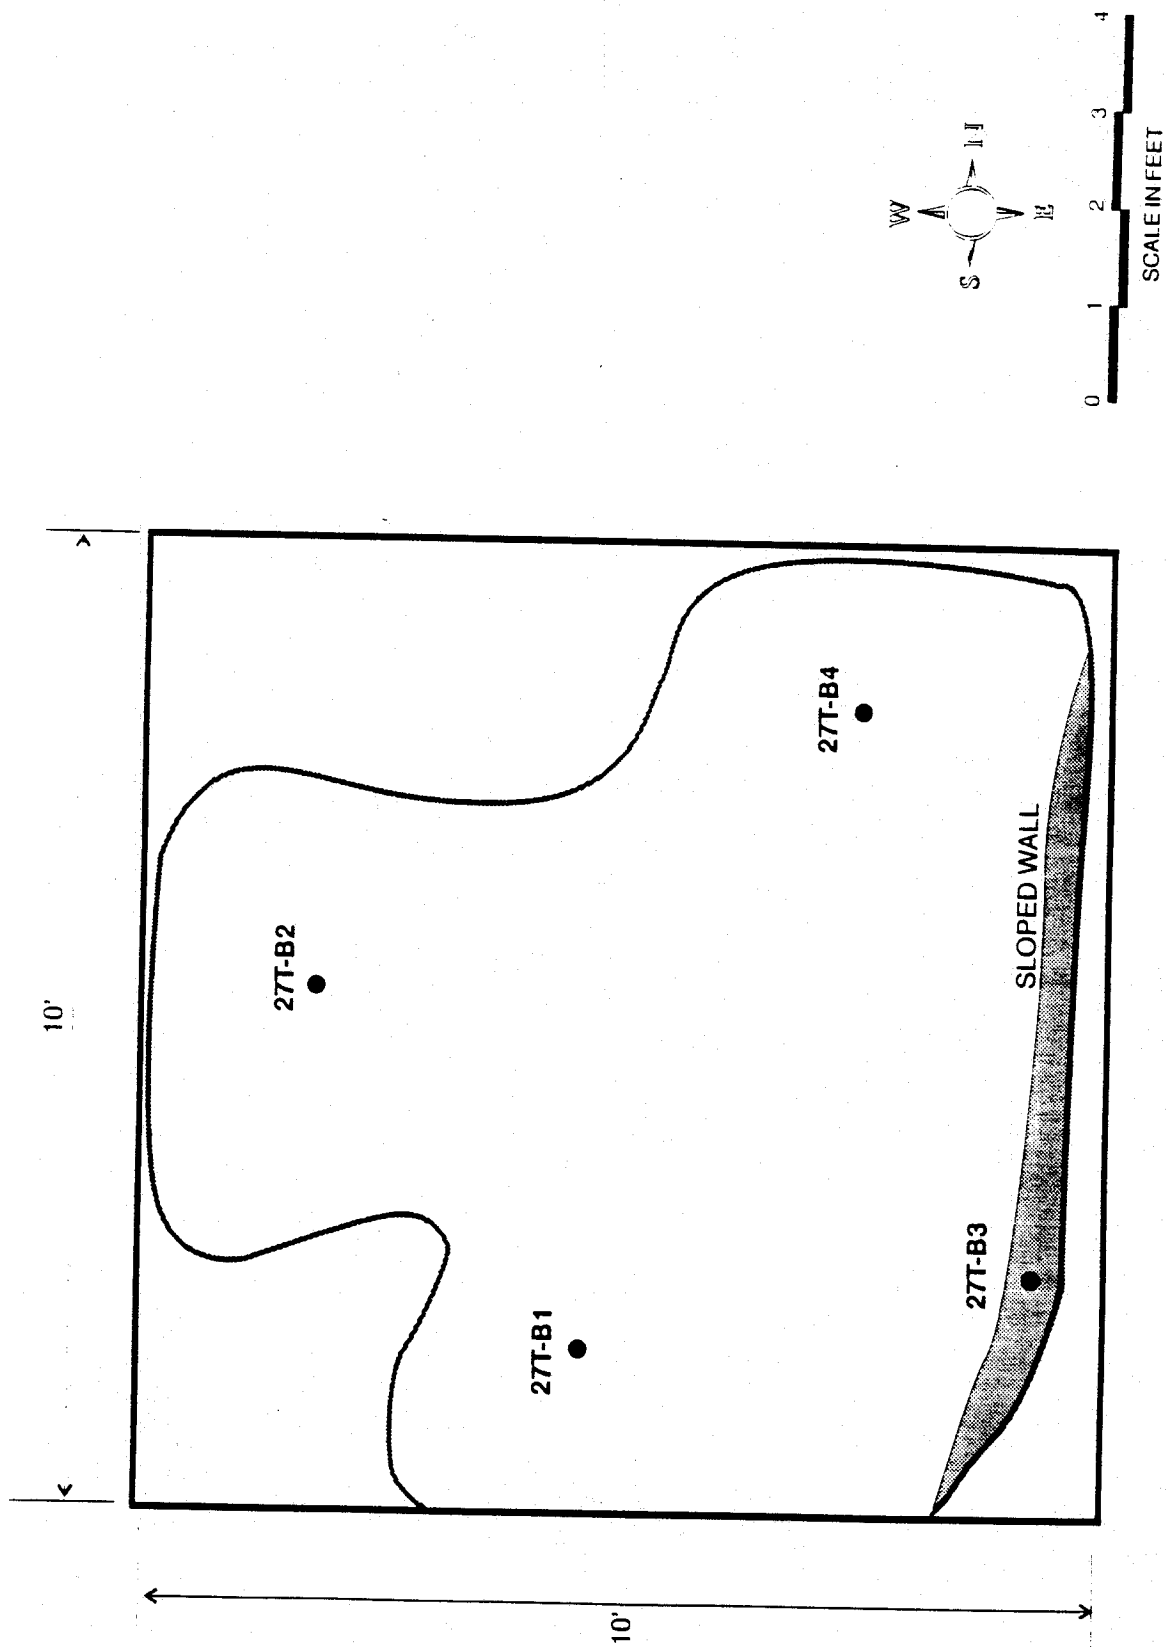 10'
10'
27T-B2
27T-B4
27T-B1
27T-B3
SLOPED WALL
W
N
S
E
0 1 2 3 4
SCALE IN FEET